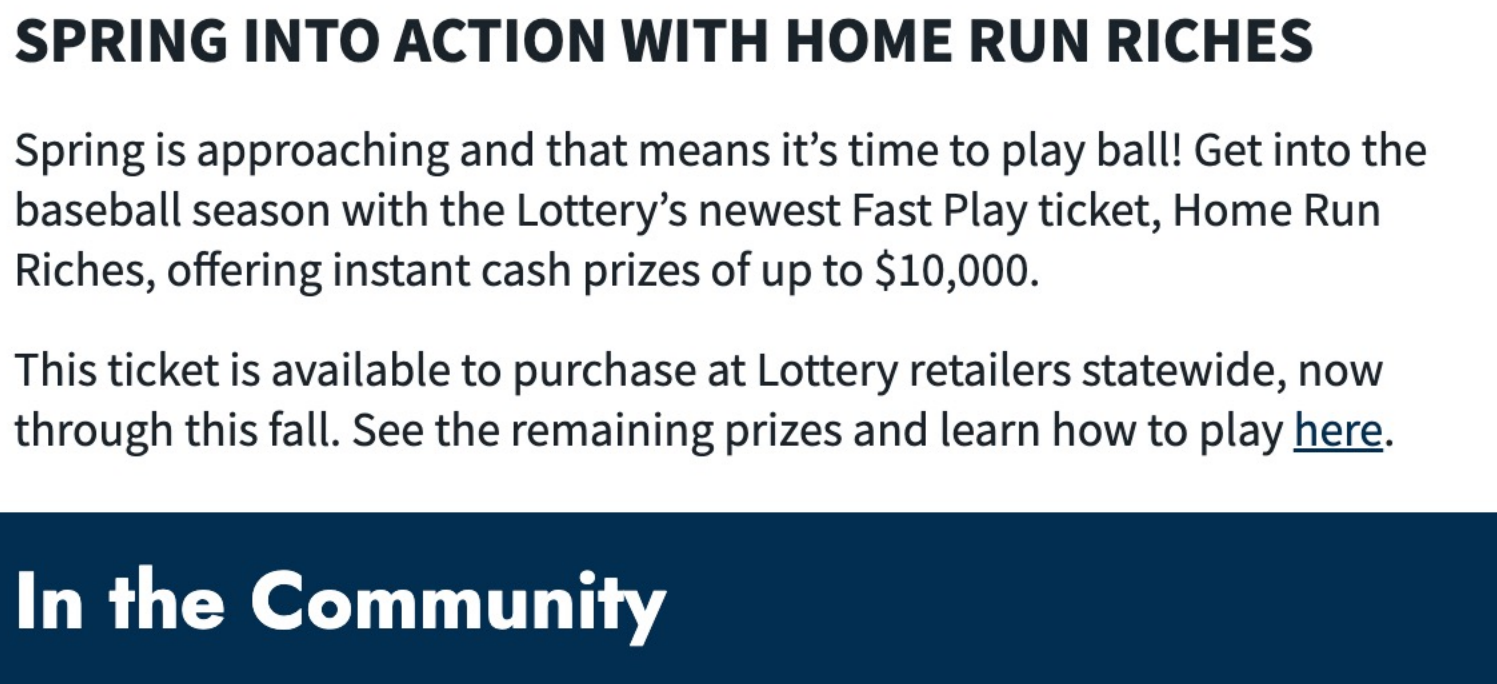 SPRING INTO ACTION WITH HOME RUN RICHES
Spring is approaching and that means it’s time to play ball! Get into the
baseball season with the Lottery’s newest Fast Play ticket, Home Run
Riches, offering instant cash prizes of up to $10,000.
This ticket is available to purchase at Lottery retailers statewide, now
through this fall. See the remaining prizes and learn how to play here.
In the Community